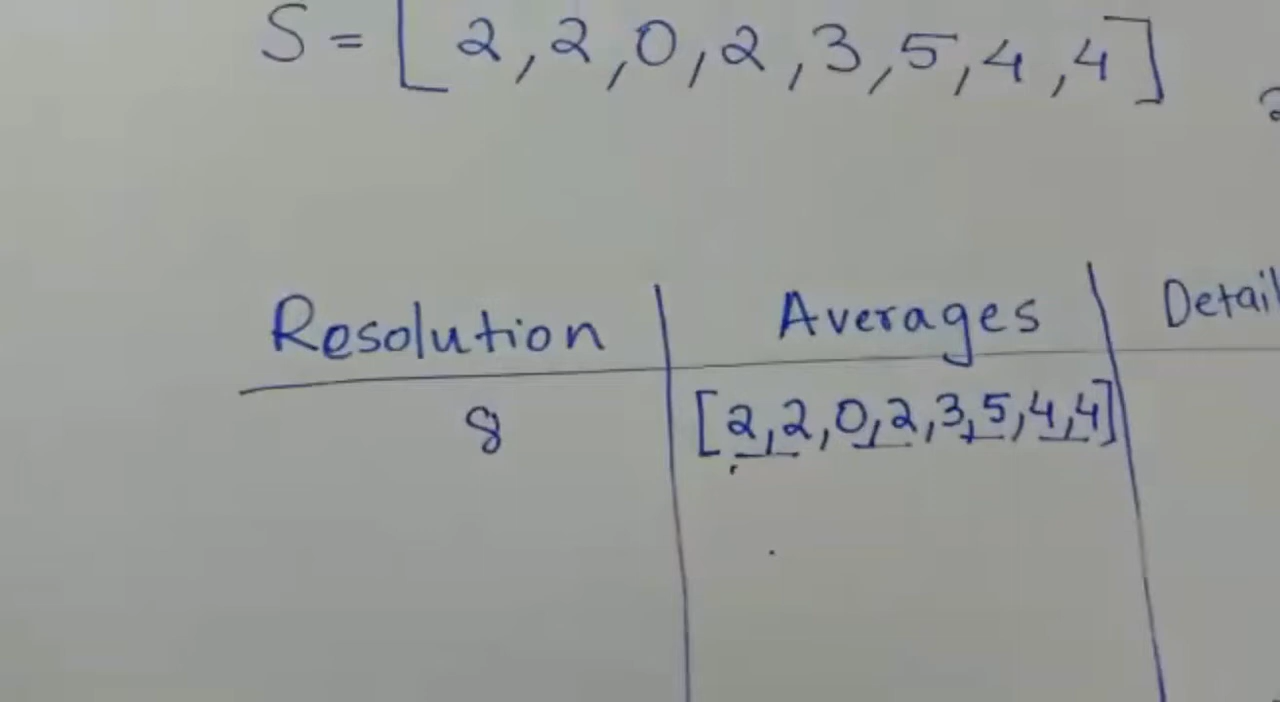 S = [2,2,0,2,3,5,4,4]
Resolution Averages Detail
8 [2,2,0,2,3,5,4,4]